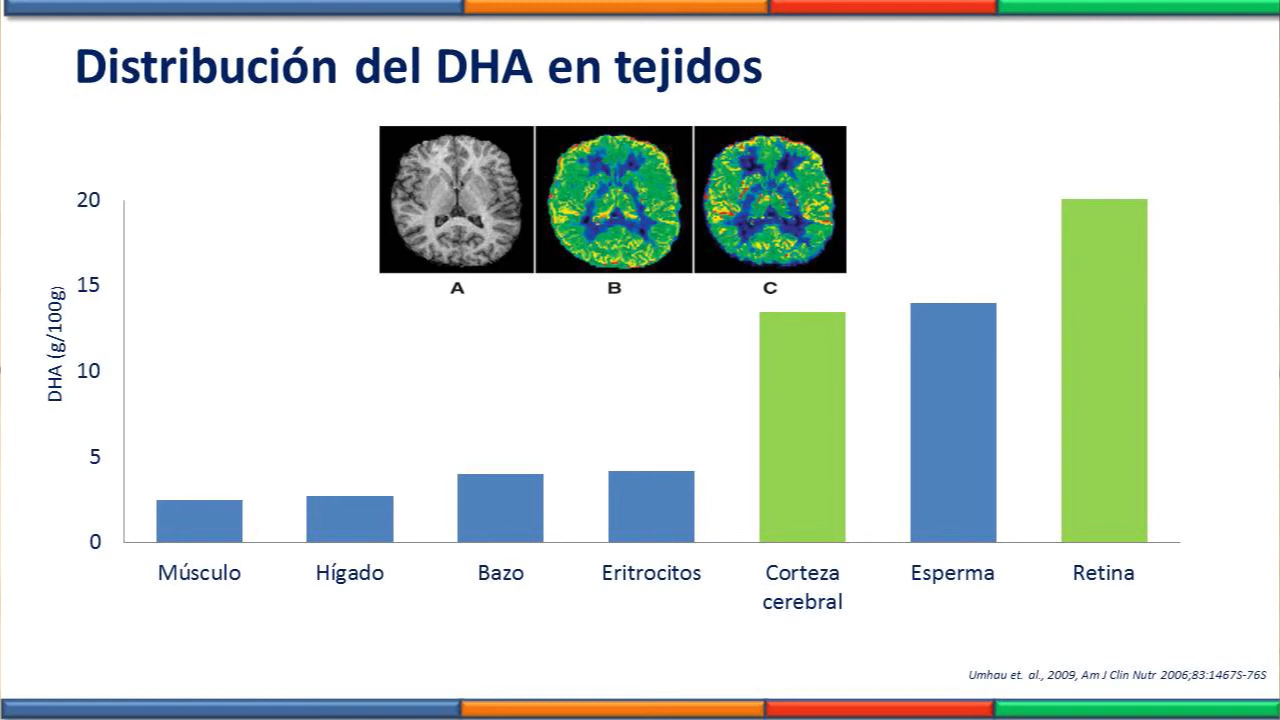 Distribución del DHA en tejidos
A B C
20
15
10
5
0
DHA (g/100g)
Músculo Hígado Bazo Eritrocitos Corteza cerebral Esperma Retina
Umhau et. al., 2009, Am J Clin Nutr 2006;83:1467S-76S